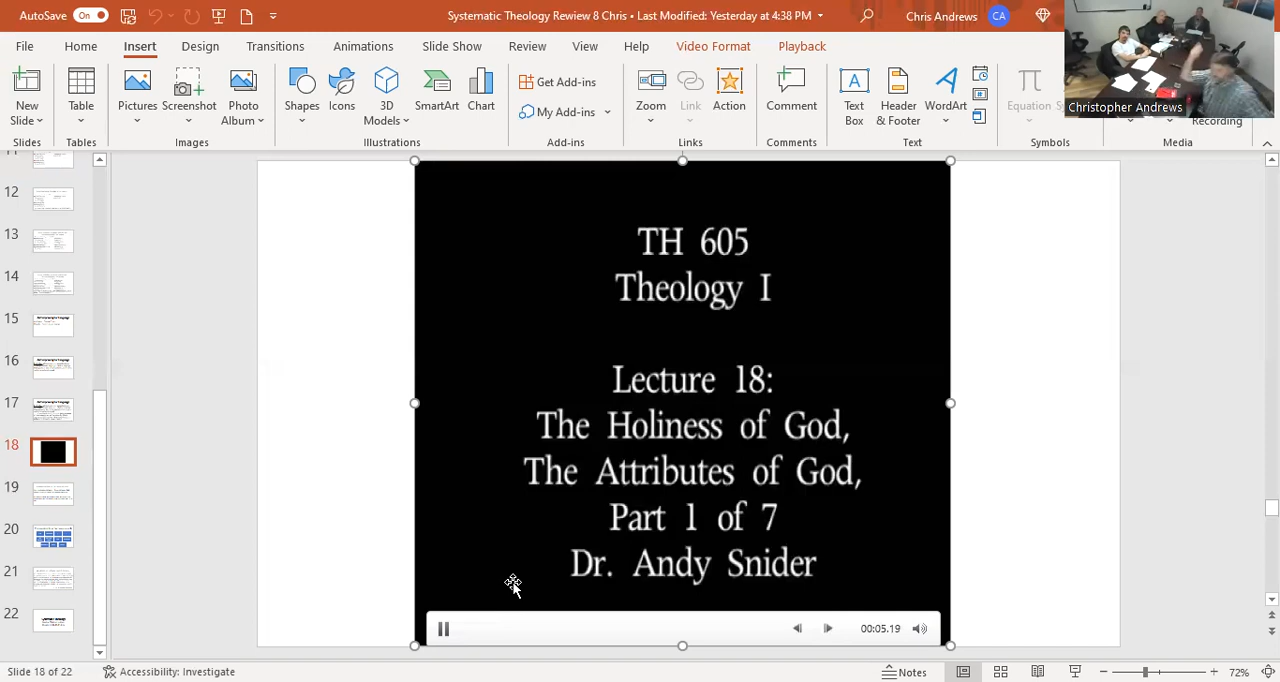 AutoSave On Systematic Theology Rewiew 8 Chris • Last Modified: Yesterday at 4:38 PM Chris Andrews CA
File Home Insert Design Transitions Animations Slide Show Review View Help Video Format Playback
New Slide Table Pictures Screenshot Photo Album Shapes Icons 3D Models SmartArt Chart Get Add-ins My Add-ins Zoom Link Action Comment Text Box Header & Footer WordArt Equation
Christopher Andrews
Recording
Slides Tables Images Illustrations Add-ins Links Comments Text Symbols Media
12
13
14
15
16
17
18
19
20
21
22
TH 605
Theology I
Lecture 18:
The Holiness of God,
The Attributes of God,
Part 1 of 7
Dr. Andy Snider
00:05.19
Slide 18 of 22 Accessibility: Investigate Notes 72%